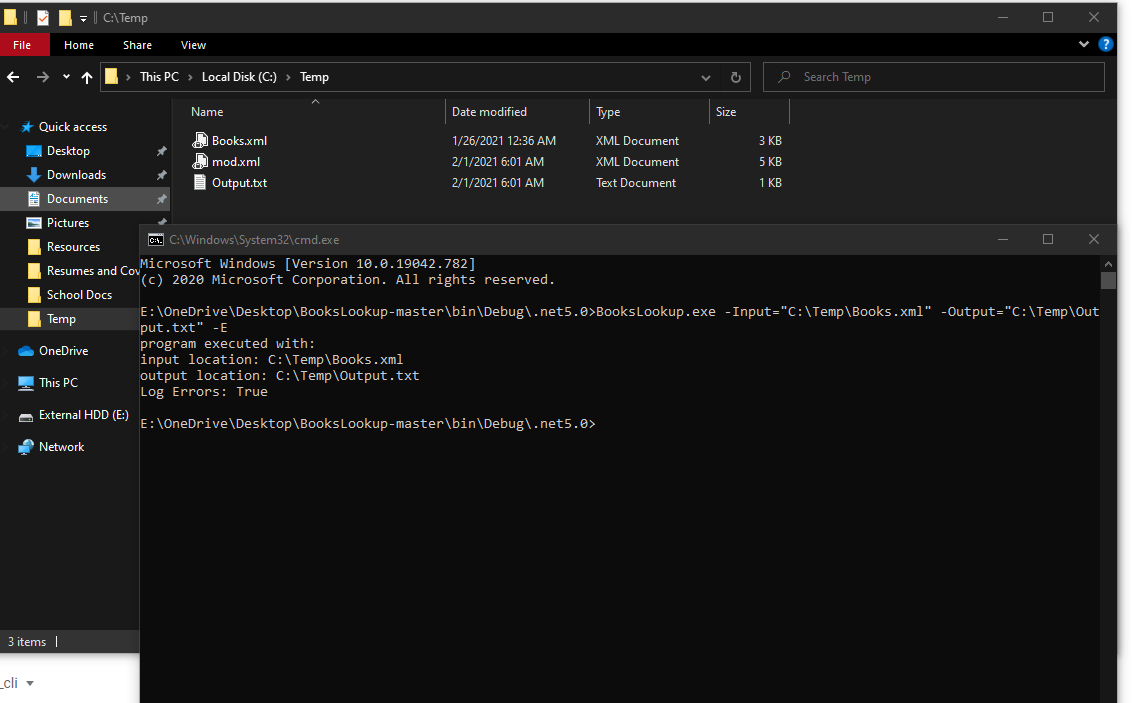 C:\Temp
File Home Share View
This PC > Local Disk (C:) > Temp
Search Temp
Name Date modified Type Size
Books.xml 1/26/2021 12:36 AM XML Document 3 KB
mod.xml 2/1/2021 6:01 AM XML Document 5 KB
Output.txt 2/1/2021 6:01 AM Text Document 1 KB
Quick access
Desktop
Downloads
Documents
Pictures
Resources
Resumes and Cov
School Docs
Temp
OneDrive
This PC
External HDD (E:)
Network
3 items
_cli
C:\Windows\System32\cmd.exe
Microsoft Windows [Version 10.0.19042.782]
(c) 2020 Microsoft Corporation. All rights reserved.
E:\OneDrive\Desktop\BooksLookup-master\bin\Debug\.net5.0>BooksLookup.exe -Input="C:\Temp\Books.xml" -Output="C:\Temp\Out
put.txt" -E
program executed with:
input location: C:\Temp\Books.xml
output location: C:\Temp\Output.txt
Log Errors: True
E:\OneDrive\Desktop\BooksLookup-master\bin\Debug\.net5.0>